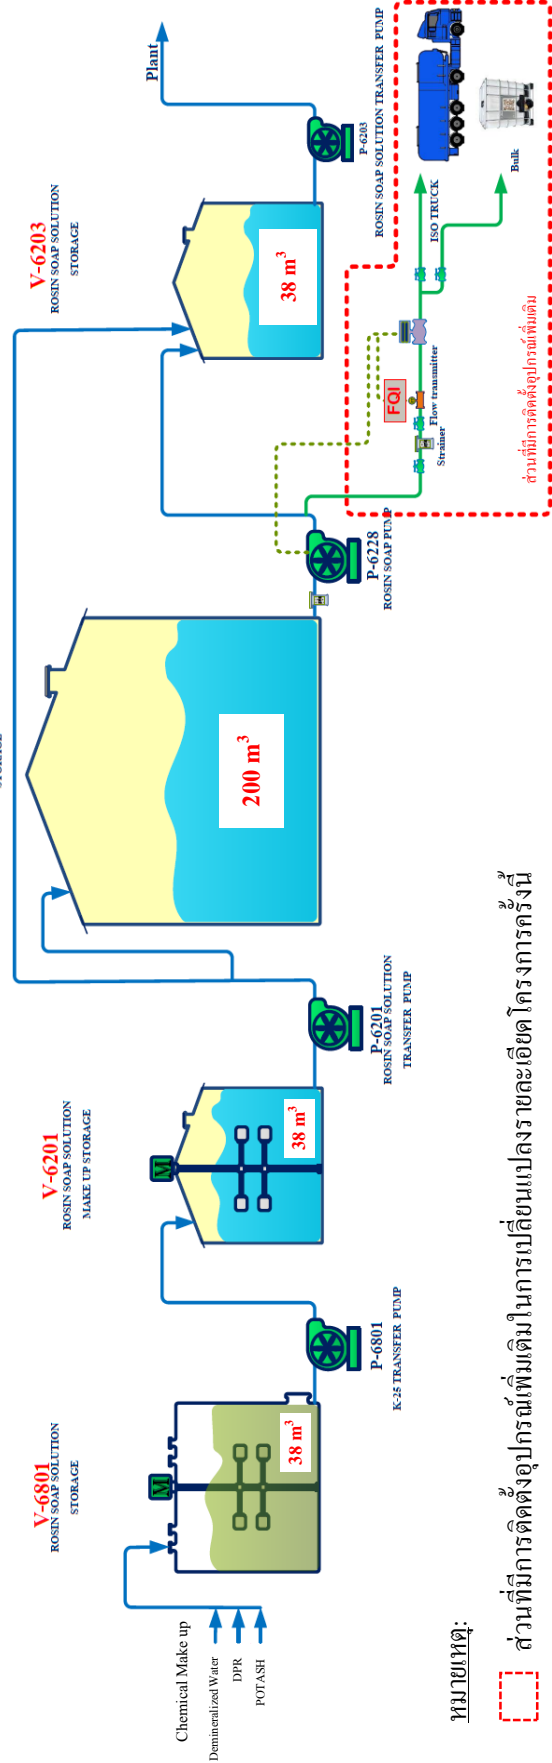 V-6801
ROSIN SOAP SOLUTION
STORAGE
Chemical Make up
Demineralized Water
DPR
POTASH
M
38 m³
P-6801
K-25 TRANSFER PUMP
V-6201
ROSIN SOAP SOLUTION
MAKE UP STORAGE
M
38 m³
P-6201
ROSIN SOAP SOLUTION
TRANSFER PUMP
200 m³
P-6228
ROSIN SOAP PUMP
V-6203
ROSIN SOAP SOLUTION
STORAGE
38 m³
Plant
P-6203
ROSIN SOAP SOLUTION TRANSFER PUMP
FQI
Strainer
Flow transmitter
ISO TRUCK
Bulk
ส่วนที่มีการติดตั้งอุปกรณ์เพิ่มเติม
หมายเหตุ:
ส่วนที่มีการติดตั้งอุปกรณ์เพิ่มเติมในการเปลี่ยนแปลงรายละเอียดโครงการครั้งนี้